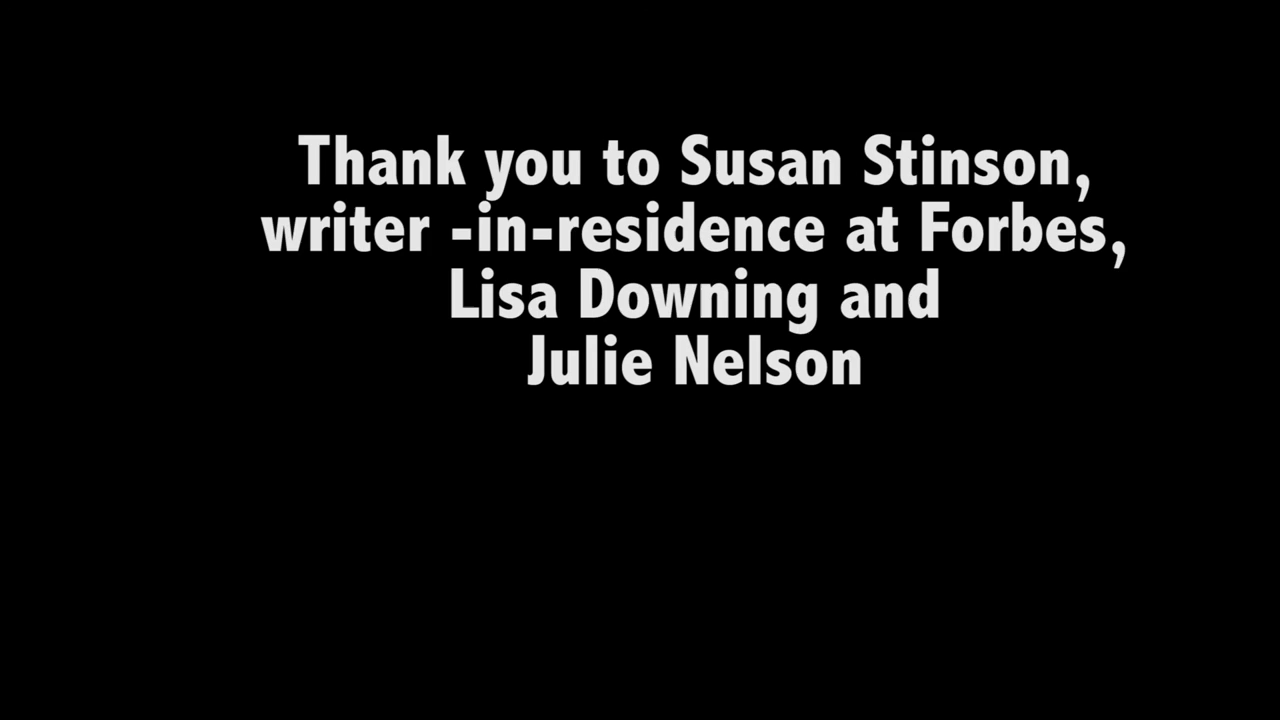 Thank you to Susan Stinson,
writer -in-residence at Forbes,
Lisa Downing and
Julie Nelson